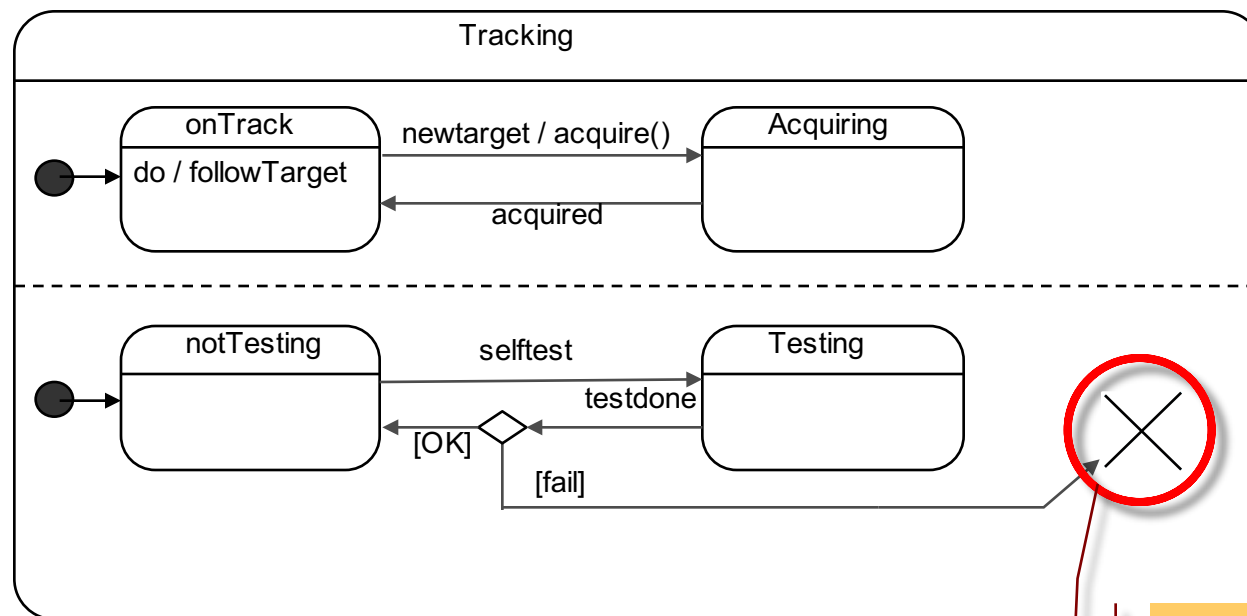 Tracking
onTrack
newtarget / acquire()
Acquiring
do / followTarget
acquired
notTesting
selftest
Testing
testdone
[OK]
[fail]